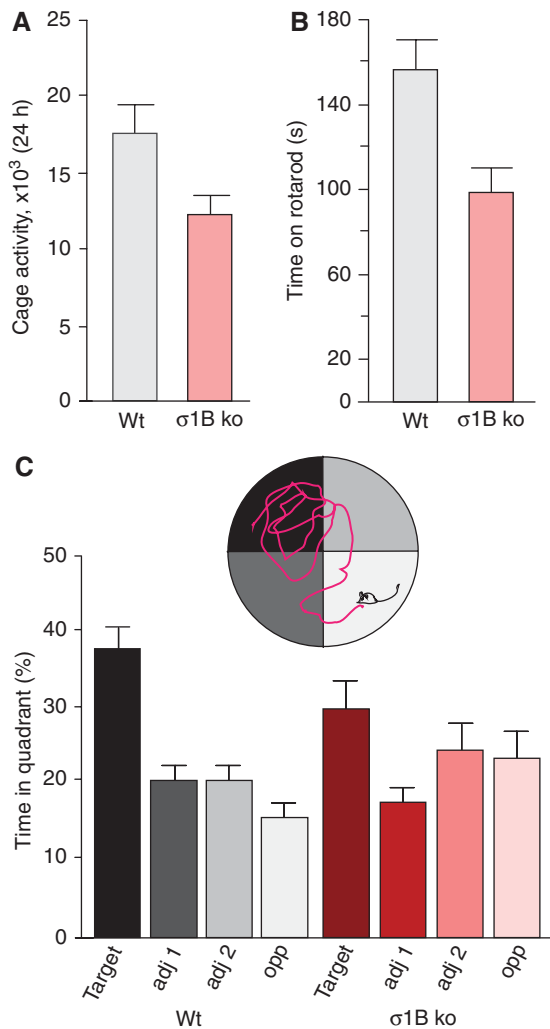 A
Cage activity, x10³ (24 h)
25
20
15
10
5
0
Wt
σ1B ko
B
Time on rotarod (s)
180
140
100
60
20
0
Wt
σ1B ko
C
Time in quadrant (%)
50
40
30
20
10
0
Target
adj 1
adj 2
opp
Target
adj 1
adj 2
opp
Wt
σ1B ko